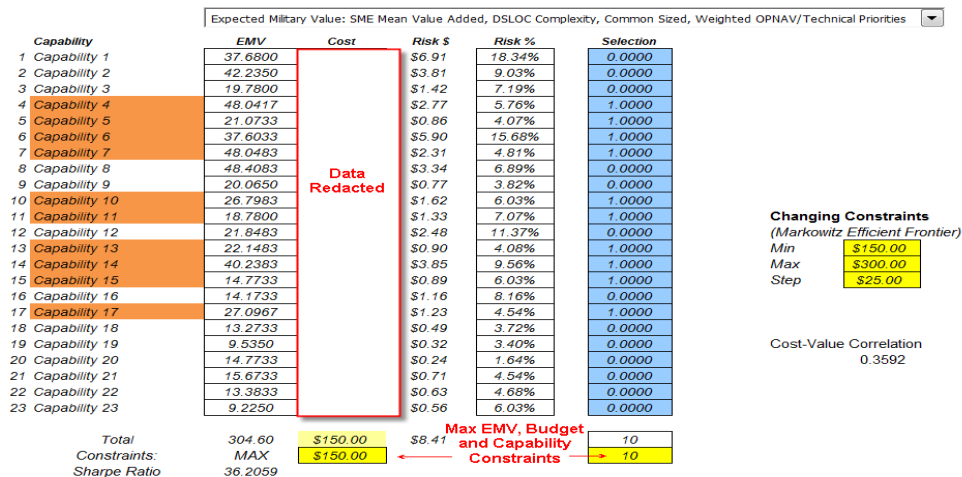 Expected Military Value: SME Mean Value Added, DSLOC Complexity, Common Sized, Weighted OPNAV/Technical Priorities
Capability EMV Cost Risk $ Risk % Selection
1 Capability 1 37.6800 $6.91 18.34% 0.0000
2 Capability 2 42.2350 $3.81 9.03% 0.0000
3 Capability 3 19.7800 $1.42 7.19% 0.0000
4 Capability 4 48.0417 $2.77 5.76% 1.0000
5 Capability 5 21.0733 $0.86 4.07% 1.0000
6 Capability 6 37.6033 $5.90 15.68% 1.0000
7 Capability 7 48.0483 $2.31 4.81% 1.0000
8 Capability 8 48.4083 $3.34 6.89% 0.0000
Data
9 Capability 9 20.0650 $0.77 3.82% 0.0000
Redacted
10 Capability 10 26.7983 $1.62 6.03% 1.0000
11 Capability 11 18.7800 $1.33 7.07% 1.0000
12 Capability 12 21.8483 $2.48 11.37% 0.0000
13 Capability 13 22.1483 $0.90 4.08% 1.0000
14 Capability 14 40.2383 $3.85 9.56% 1.0000
15 Capability 15 14.7733 $0.89 6.03% 1.0000
16 Capability 16 14.1733 $1.16 8.16% 0.0000
17 Capability 17 27.0967 $1.23 4.54% 1.0000
18 Capability 18 13.2733 $0.49 3.72% 0.0000
19 Capability 19 9.5350 $0.32 3.40% 0.0000
20 Capability 20 14.7733 $0.24 1.64% 0.0000
21 Capability 21 15.6733 $0.71 4.54% 0.0000
22 Capability 22 13.3833 $0.63 4.68% 0.0000
23 Capability 23 9.2250 $0.56 6.03% 0.0000
Changing Constraints
(Markowitz Efficient Frontier)
Min $150.00
Max $300.00
Step $25.00
Cost-Value Correlation
0.3592
Total 304.60 $150.00 $8.41 10
Constraints: MAX $150.00 10
Sharpe Ratio 36.2059
Max EMV, Budget
and Capability
Constraints